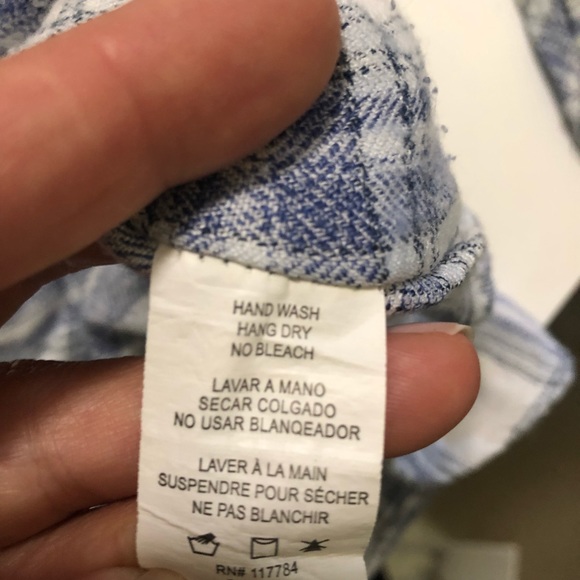 HAND WASH
HANG DRY
NO BLEACH
LAVAR A MANO
SECAR COLGADO
NO USAR BLANQEADOR
LAVER À LA MAIN
SUSPENDRE POUR SÉCHER
NE PAS BLANCHIR
RN# 117784